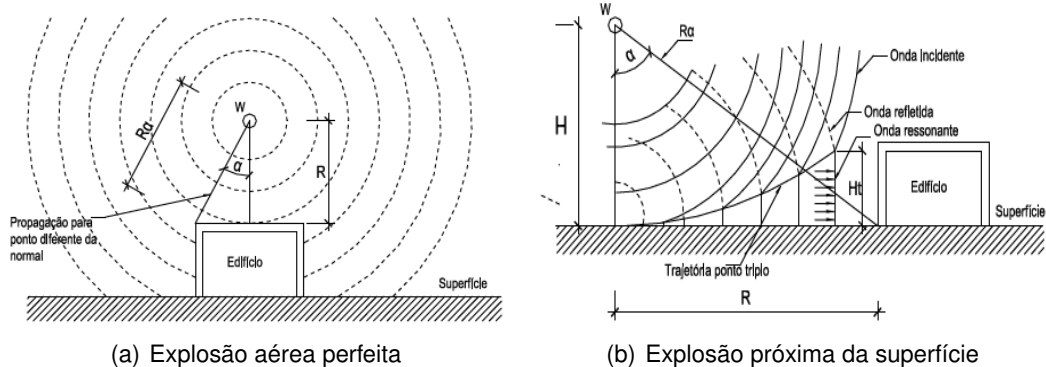 W
Rα
α
R
Propagação para
ponto diferente da
normal
Edifício
Superfície
(a) Explosão aérea perfeita
W
Rα
α
Onda incidente
Onda refletida
Onda ressonante
H
Ht
Edifício
Superfície
Trajetória ponto triplo
R
(b) Explosão próxima da superfície